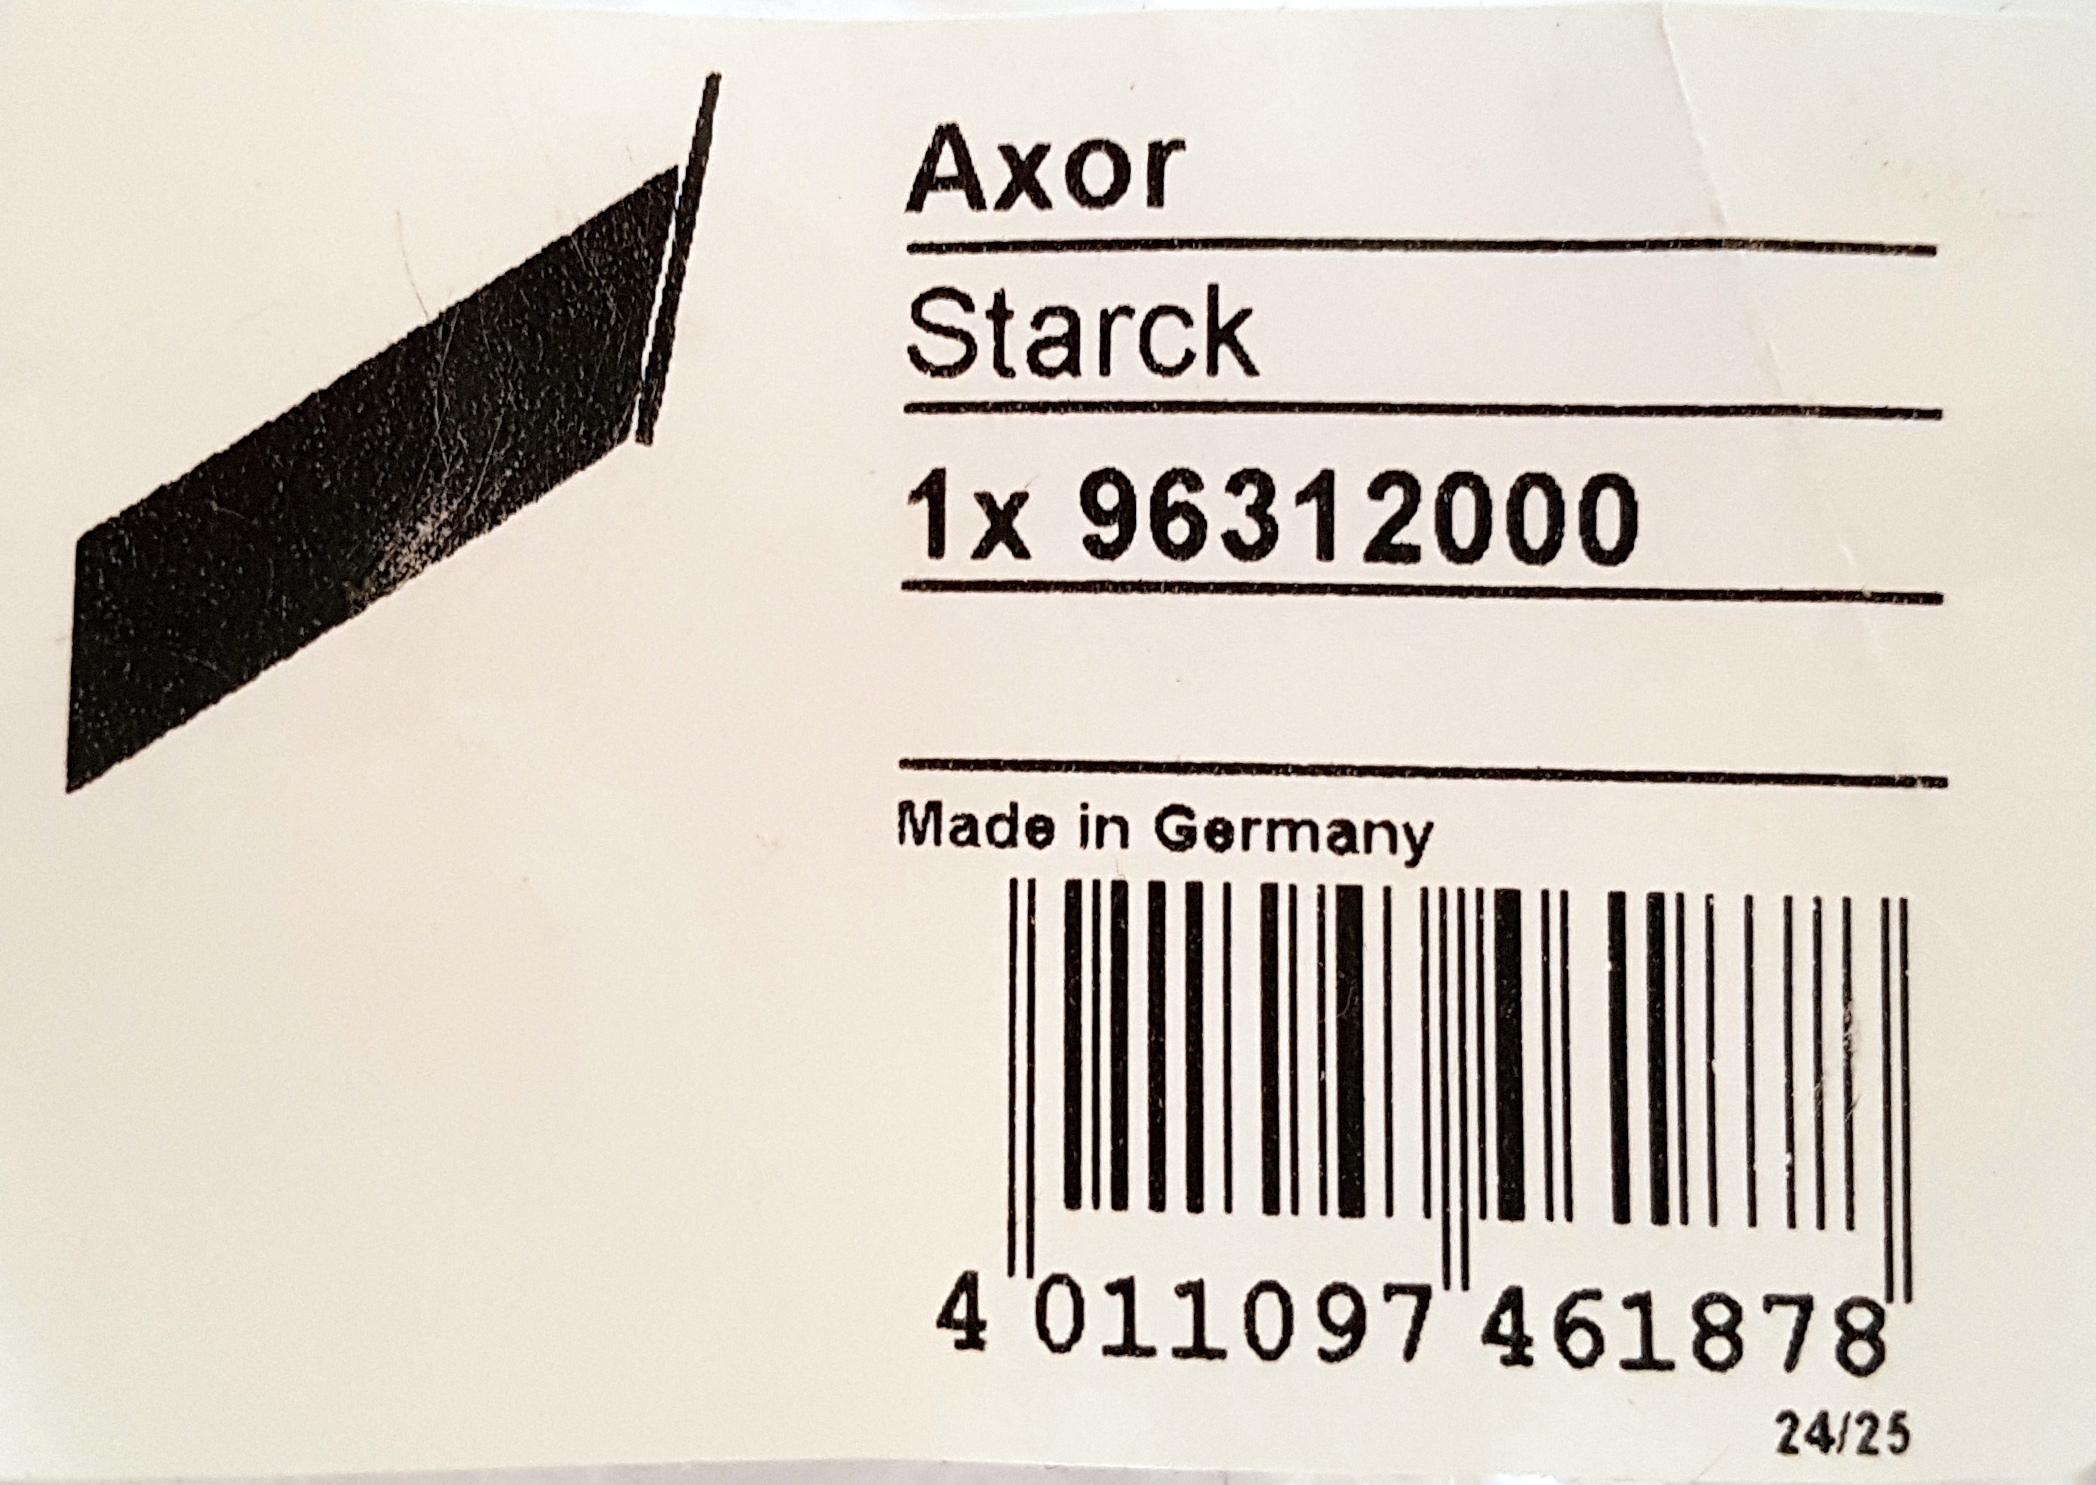 Axor
Starck
1x 96312000
Made in Germany
4 011097 461878
24/25